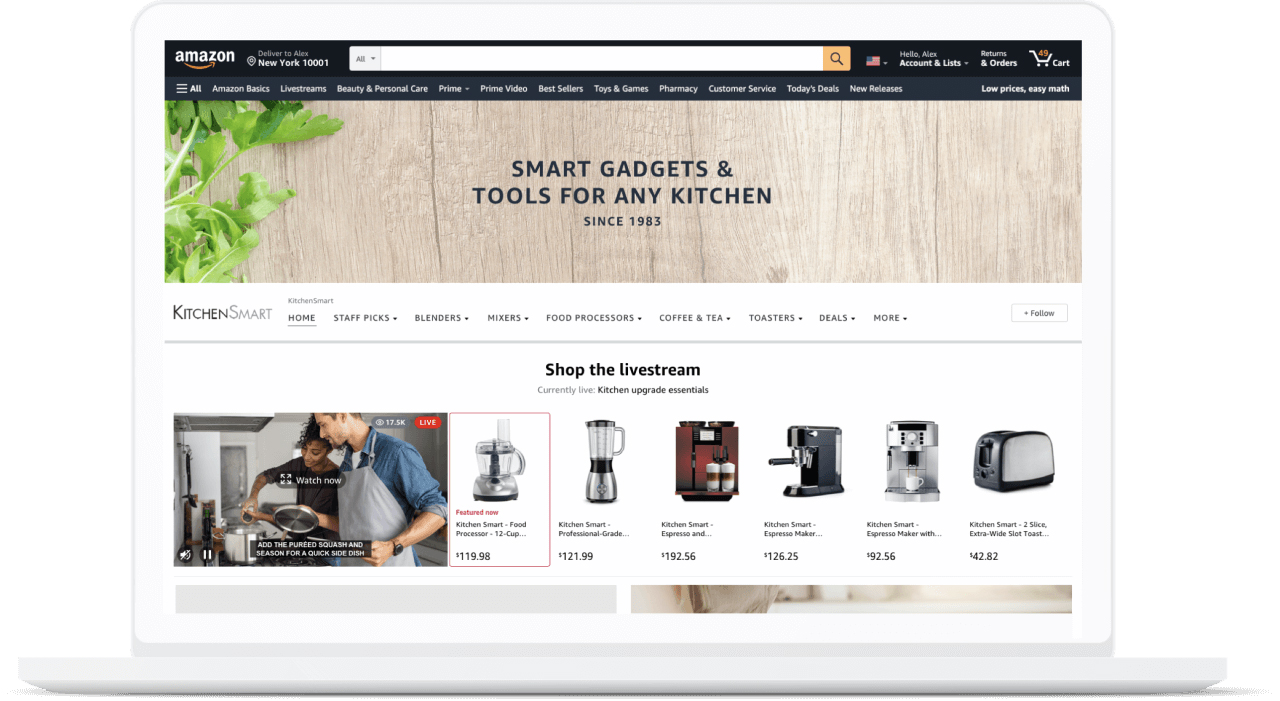 amazon
Deliver to Alex
New York 10001
All
Hello, Alex
Account & Lists
Returns
& Orders
49
Cart
All Amazon Basics Livestreams Beauty & Personal Care Prime Prime Video Best Sellers Toys & Games Pharmacy Customer Service Today's Deals New Releases Low prices, easy math
SMART GADGETS &
TOOLS FOR ANY KITCHEN
SINCE 1983
KITCHENSMART
KitchenSmart
HOME STAFF PICKS BLENDERS MIXERS FOOD PROCESSORS COFFEE & TEA TOASTERS DEALS MORE
+ Follow
Shop the livestream
Currently live: Kitchen upgrade essentials
17.5K LIVE
Watch now
ADD THE PURÉED SQUASH AND
SEASON FOR A QUICK SIDE DISH
Featured now
Kitchen Smart - Food
Processor - 12-Cup...
$119.98
Kitchen Smart -
Professional-Grade...
$121.99
Kitchen Smart -
Espresso and...
$192.56
Kitchen Smart -
Espresso Maker...
$126.25
Kitchen Smart -
Espresso Maker with...
$92.56
Kitchen Smart - 2 Slice,
Extra-Wide Slot Toast...
$42.82